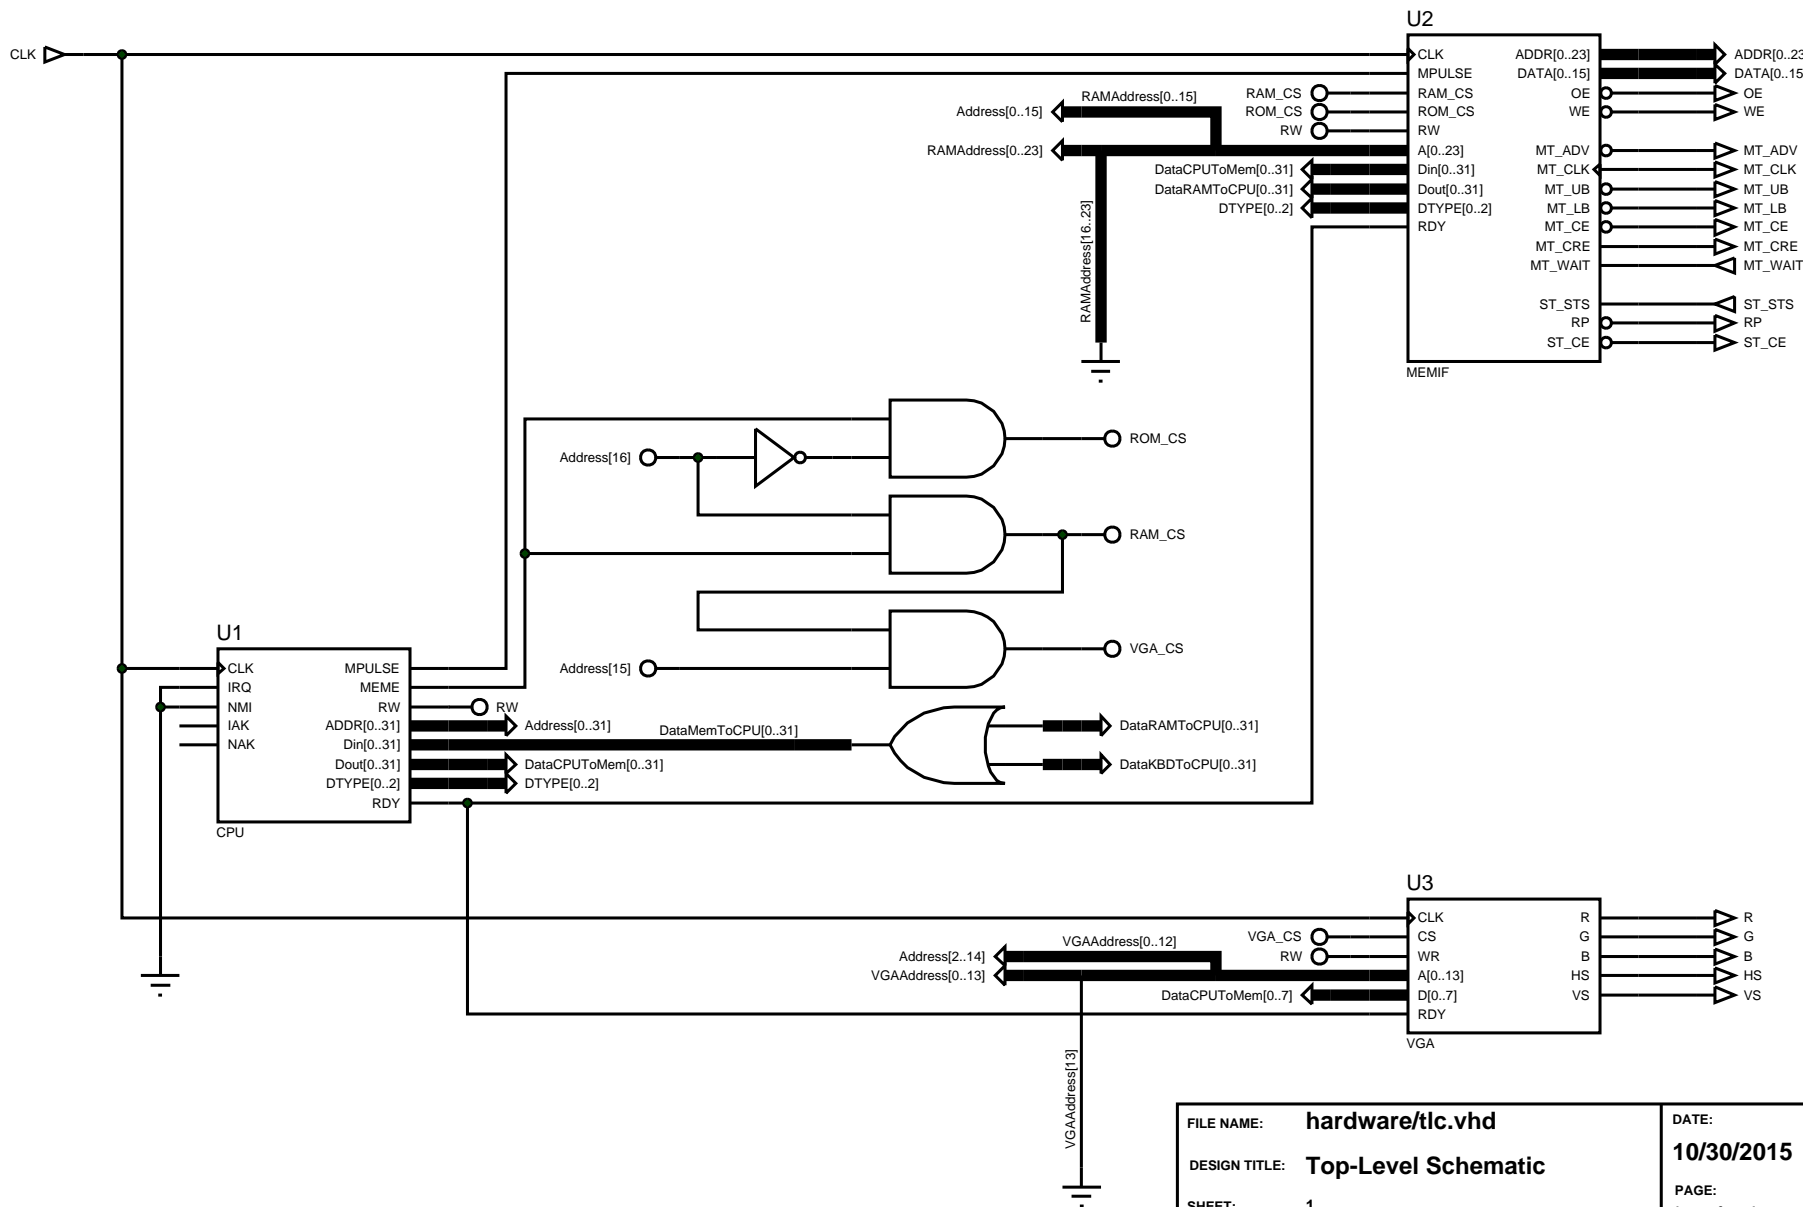 CLK
U2
CLK
MPULSE
RAM_CS
ROM_CS
RW
A[0..23]
Din[0..31]
Dout[0..31]
DTYPE[0..2]
RDY
ADDR[0..23]
DATA[0..15]
OE
WE
MT_ADV
MT_CLK
MT_UB
MT_LB
MT_CE
MT_CRE
MT_WAIT
ST_STS
RP
ST_CE
MEMIF
ADDR[0..23
DATA[0..15
OE
WE
MT_ADV
MT_CLK
MT_UB
MT_LB
MT_CE
MT_CRE
MT_WAIT
ST_STS
RP
ST_CE
RAM_CS
ROM_CS
RW
RAMAddress[0..15]
Address[0..15]
RAMAddress[0..23]
DataCPUToMem[0..31]
DataRAMToCPU[0..31]
DTYPE[0..2]
RAMAddress[16..23]
Address[16]
ROM_CS
RAM_CS
Address[15]
VGA_CS
U1
CLK
IRQ
NMI
IAK
NAK
MPULSE
MEME
RW
ADDR[0..31]
Din[0..31]
Dout[0..31]
DTYPE[0..2]
RDY
CPU
RW
Address[0..31]
DataMemToCPU[0..31]
DataCPUToMem[0..31]
DTYPE[0..2]
DataRAMToCPU[0..31]
DataKBDToCPU[0..31]
U3
CLK
CS
WR
A[0..13]
D[0..7]
RDY
R
G
B
HS
VS
VGA
R
G
B
HS
VS
VGA_CS
RW
VGAAddress[0..12]
Address[2..14]
VGAAddress[0..13]
DataCPUToMem[0..7]
VGAAddress[13]
FILE NAME: hardware/tlc.vhd
DESIGN TITLE: Top-Level Schematic
SHEET: 1
DATE:
10/30/2015
PAGE: